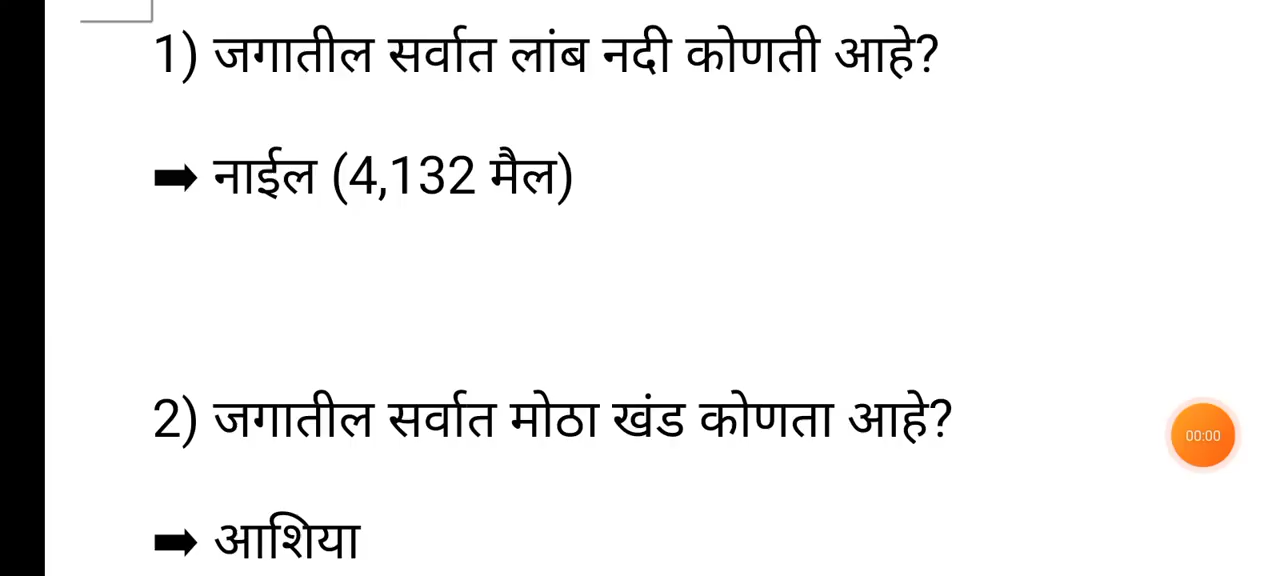 1) जगातील सर्वात लांब नदी कोणती आहे?
➡ नाईल (4,132 मैल)
2) जगातील सर्वात मोठा खंड कोणता आहे?
00:00
➡ आशिया